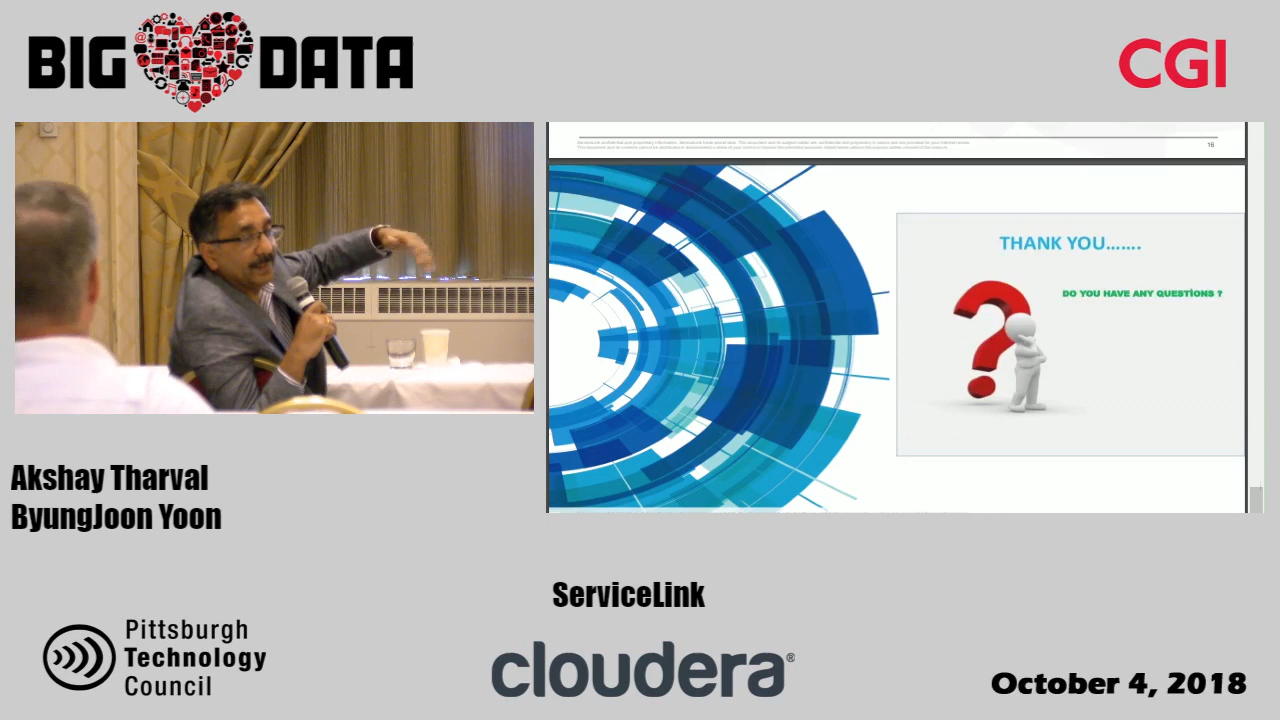 BIG DATA
CGI
16
THANK YOU.......
DO YOU HAVE ANY QUESTIONS ?
Akshay Tharval
ByungJoon Yoon
ServiceLink
Pittsburgh
Technology
Council
cloudera®
October 4, 2018